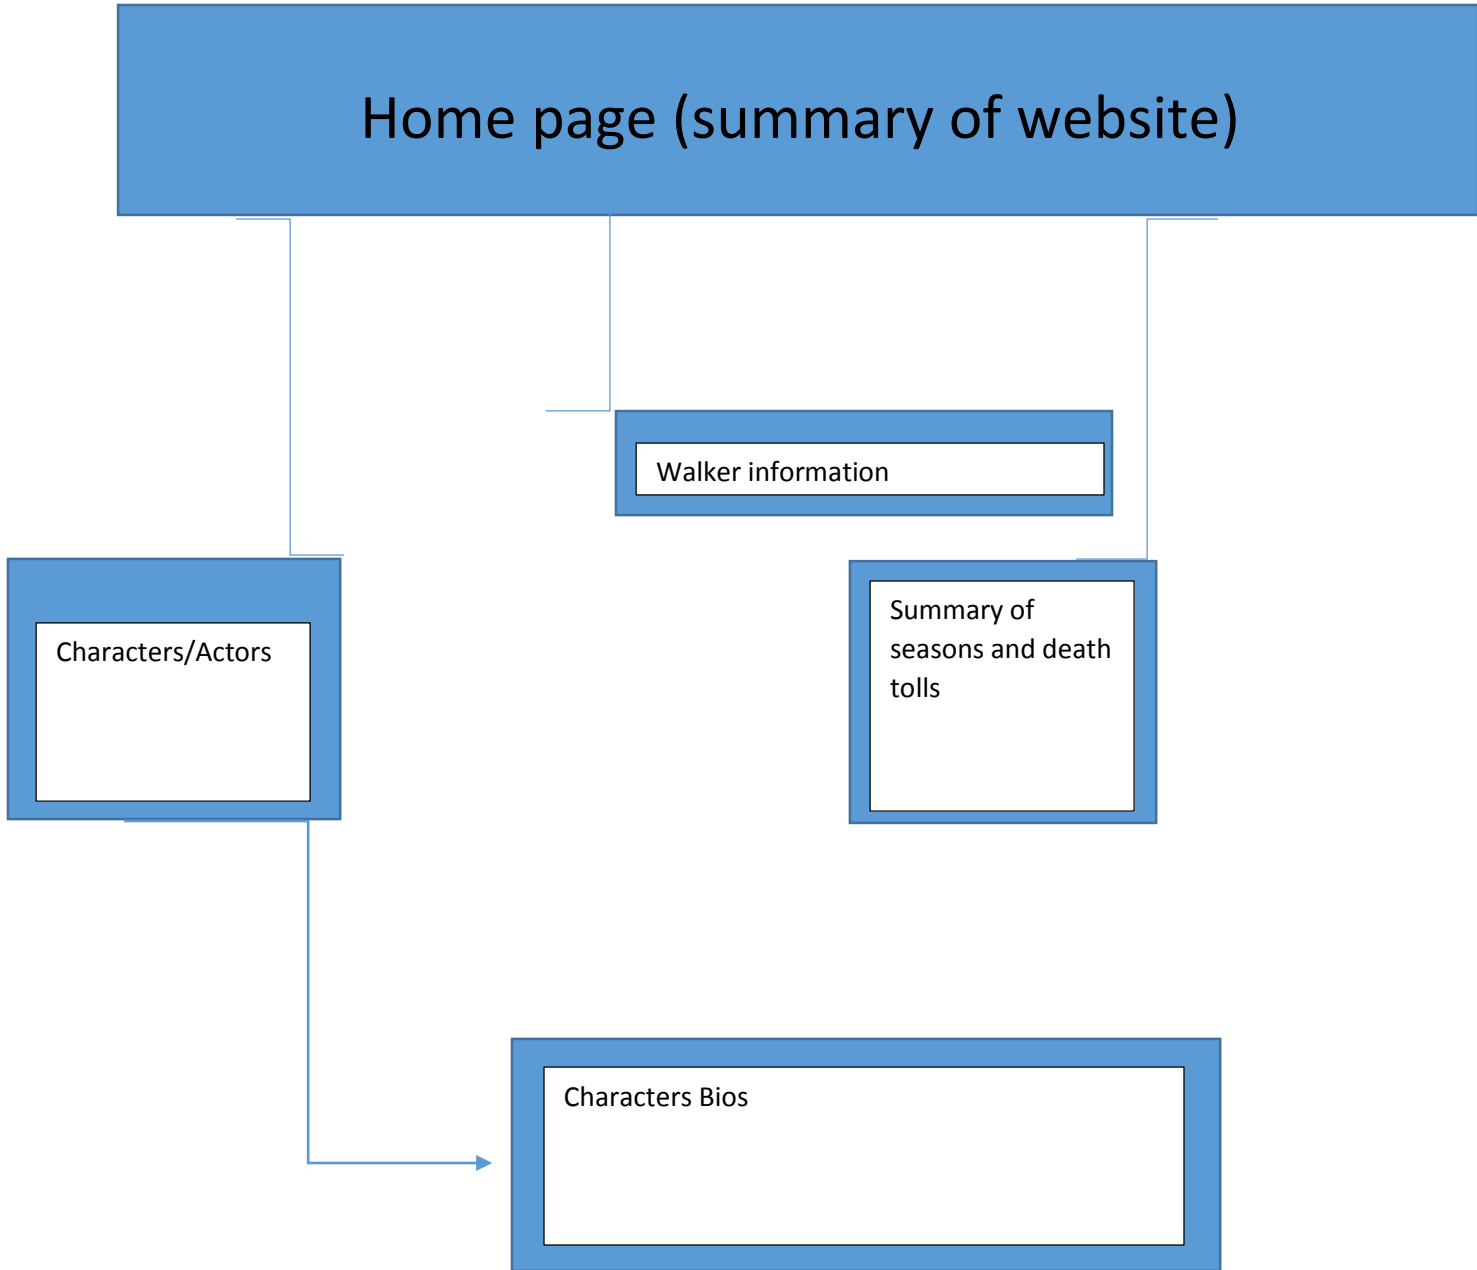 Home page (summary of website)
Walker information
Characters/Actors
Summary of
seasons and death
tolls
Characters Bios